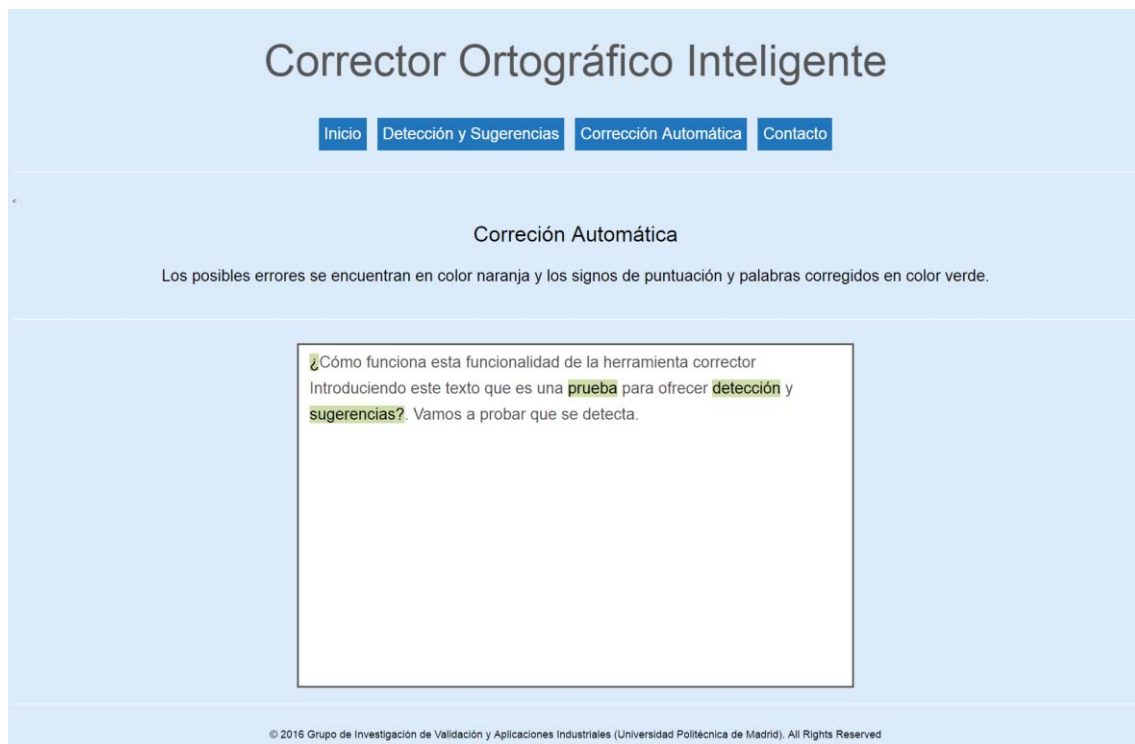 Corrector Ortográfico Inteligente
Inicio Detección y Sugerencias Corrección Automática Contacto
<
Correción Automática
Los posibles errores se encuentran en color naranja y los signos de puntuación y palabras corregidos en color verde.
¿Cómo funciona esta funcionalidad de la herramienta corrector
Introduciendo este texto que es una prueba para ofrecer detección y
sugerencias?. Vamos a probar que se detecta.
© 2016 Grupo de Investigación de Validación y Aplicaciones Industriales (Universidad Politécnica de Madrid). All Rights Reserved